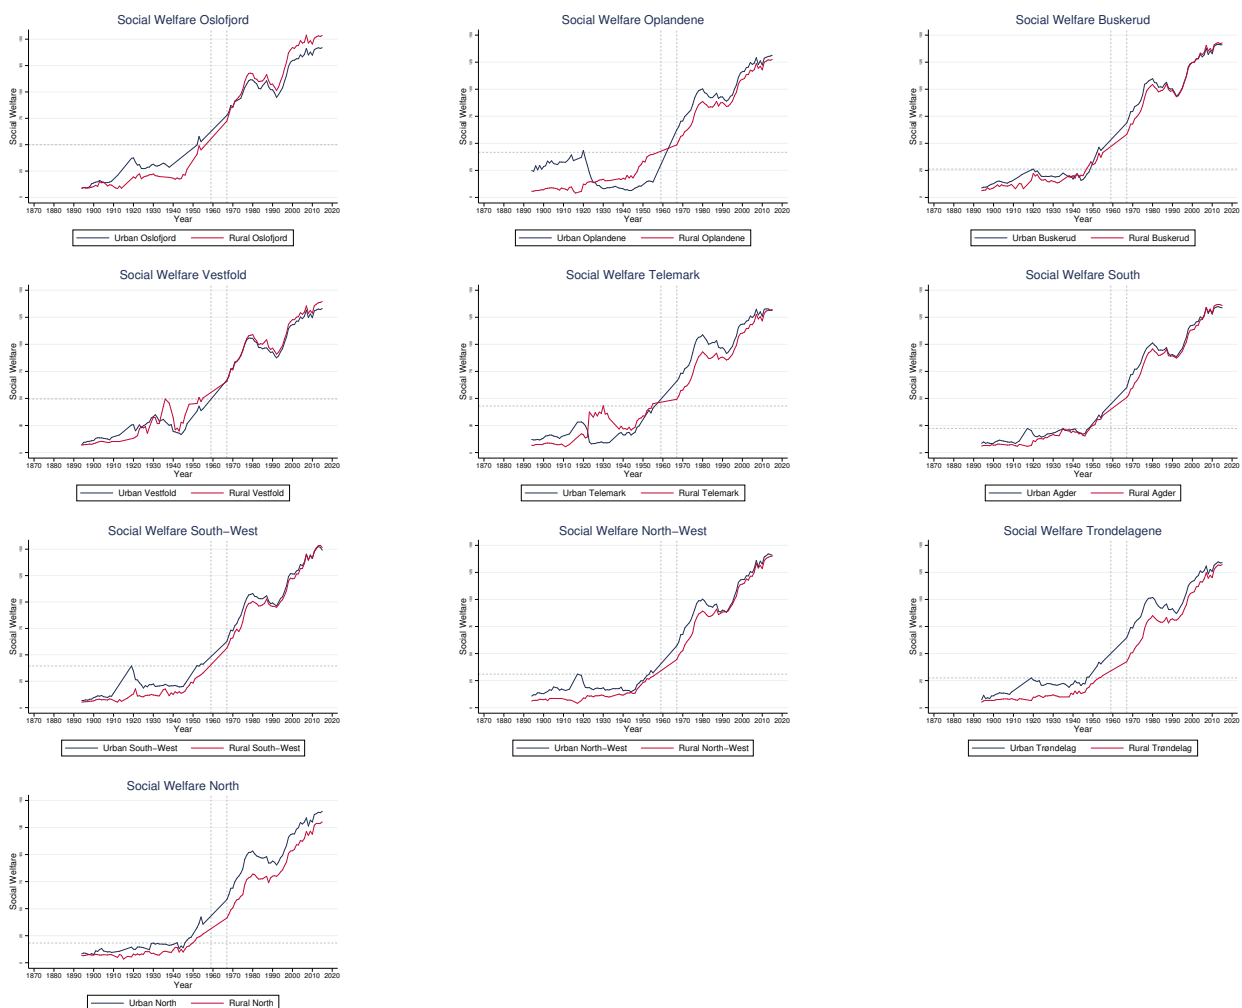 Social Welfare Oslofjord
Social Welfare
1870 1880 1890 1900 1910 1920 1930 1940 1950 1960 1970 1980 1990 2000 2010 2020
Year
Urban Oslofjord Rural Oslofjord
Social Welfare Oplandene
Social Welfare
1870 1880 1890 1900 1910 1920 1930 1940 1950 1960 1970 1980 1990 2000 2010 2020
Year
Urban Oplandene Rural Oplandene
Social Welfare Buskerud
Social Welfare
1870 1880 1890 1900 1910 1920 1930 1940 1950 1960 1970 1980 1990 2000 2010 2020
Year
Urban Buskerud Rural Buskerud
Social Welfare Vestfold
Social Welfare
1870 1880 1890 1900 1910 1920 1930 1940 1950 1960 1970 1980 1990 2000 2010 2020
Year
Urban Vestfold Rural Vestfold
Social Welfare Telemark
Social Welfare
1870 1880 1890 1900 1910 1920 1930 1940 1950 1960 1970 1980 1990 2000 2010 2020
Year
Urban Telemark Rural Telemark
Social Welfare South
Social Welfare
1870 1880 1890 1900 1910 1920 1930 1940 1950 1960 1970 1980 1990 2000 2010 2020
Year
Urban Agder Rural Agder
Social Welfare South−West
Social Welfare
1870 1880 1890 1900 1910 1920 1930 1940 1950 1960 1970 1980 1990 2000 2010 2020
Year
Urban South−West Rural South−West
Social Welfare North−West
Social Welfare
1870 1880 1890 1900 1910 1920 1930 1940 1950 1960 1970 1980 1990 2000 2010 2020
Year
Urban North−West Rural North−West
Social Welfare Trondelagene
Social Welfare
1870 1880 1890 1900 1910 1920 1930 1940 1950 1960 1970 1980 1990 2000 2010 2020
Year
Urban Trøndelag Rural Trøndelag
Social Welfare North
Social Welfare
1870 1880 1890 1900 1910 1920 1930 1940 1950 1960 1970 1980 1990 2000 2010 2020
Year
Urban North Rural North